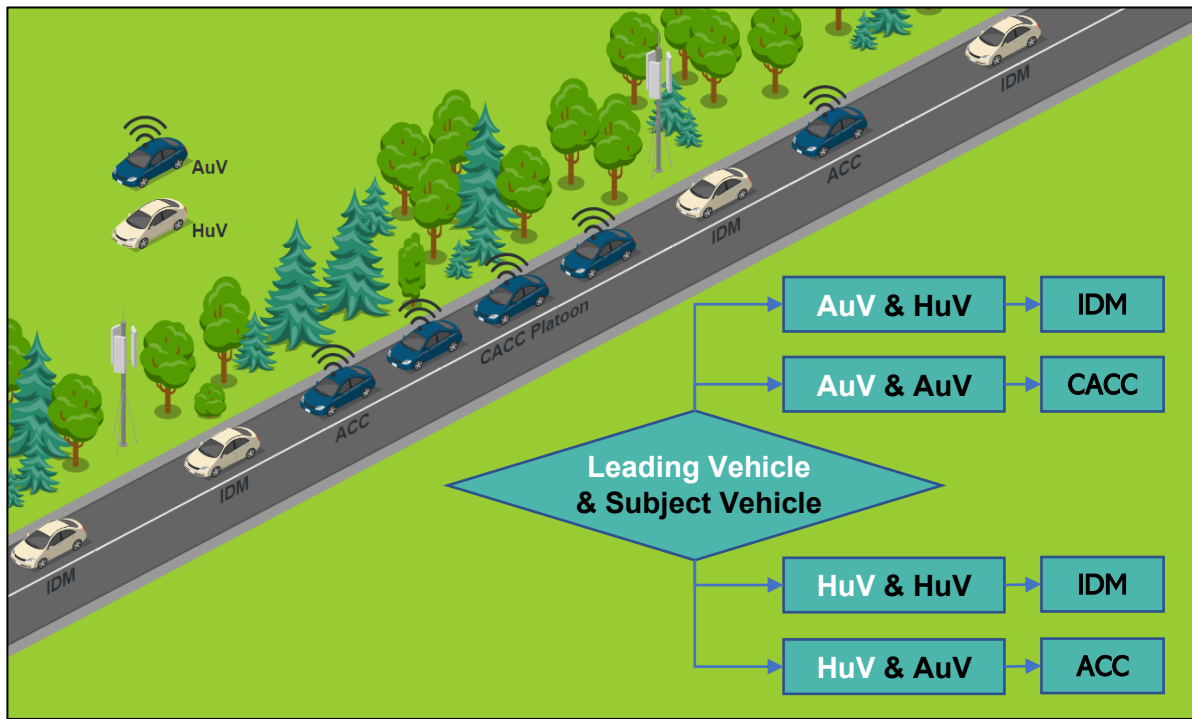 AuV
HuV
IDM
ACC
IDM
CACC Platoon
ACC
IDM
IDM
AuV & HuV
IDM
AuV & AuV
CACC
Leading Vehicle
& Subject Vehicle
HuV & HuV
IDM
HuV & AuV
ACC